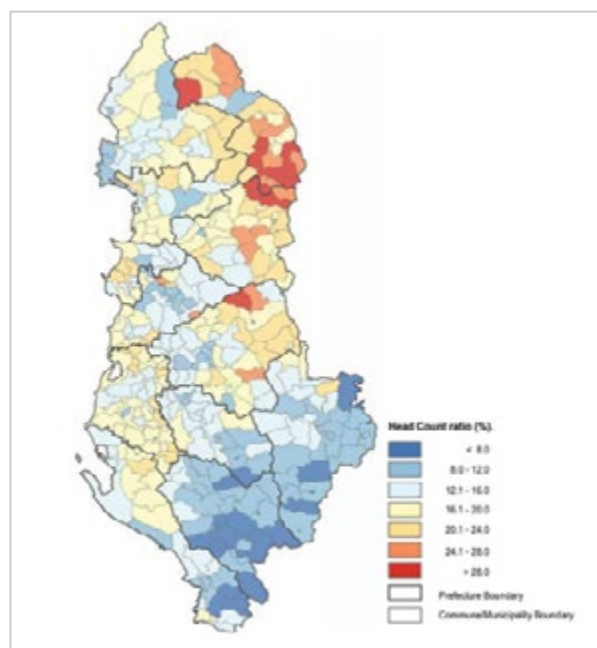 Head Count ratio (%).
< 8.0
8.0 - 12.0
12.1 - 16.0
16.1 - 20.0
20.1 - 24.0
24.1 - 28.0
> 28.0
Prefecture Boundary
Commune/Municipality Boundary